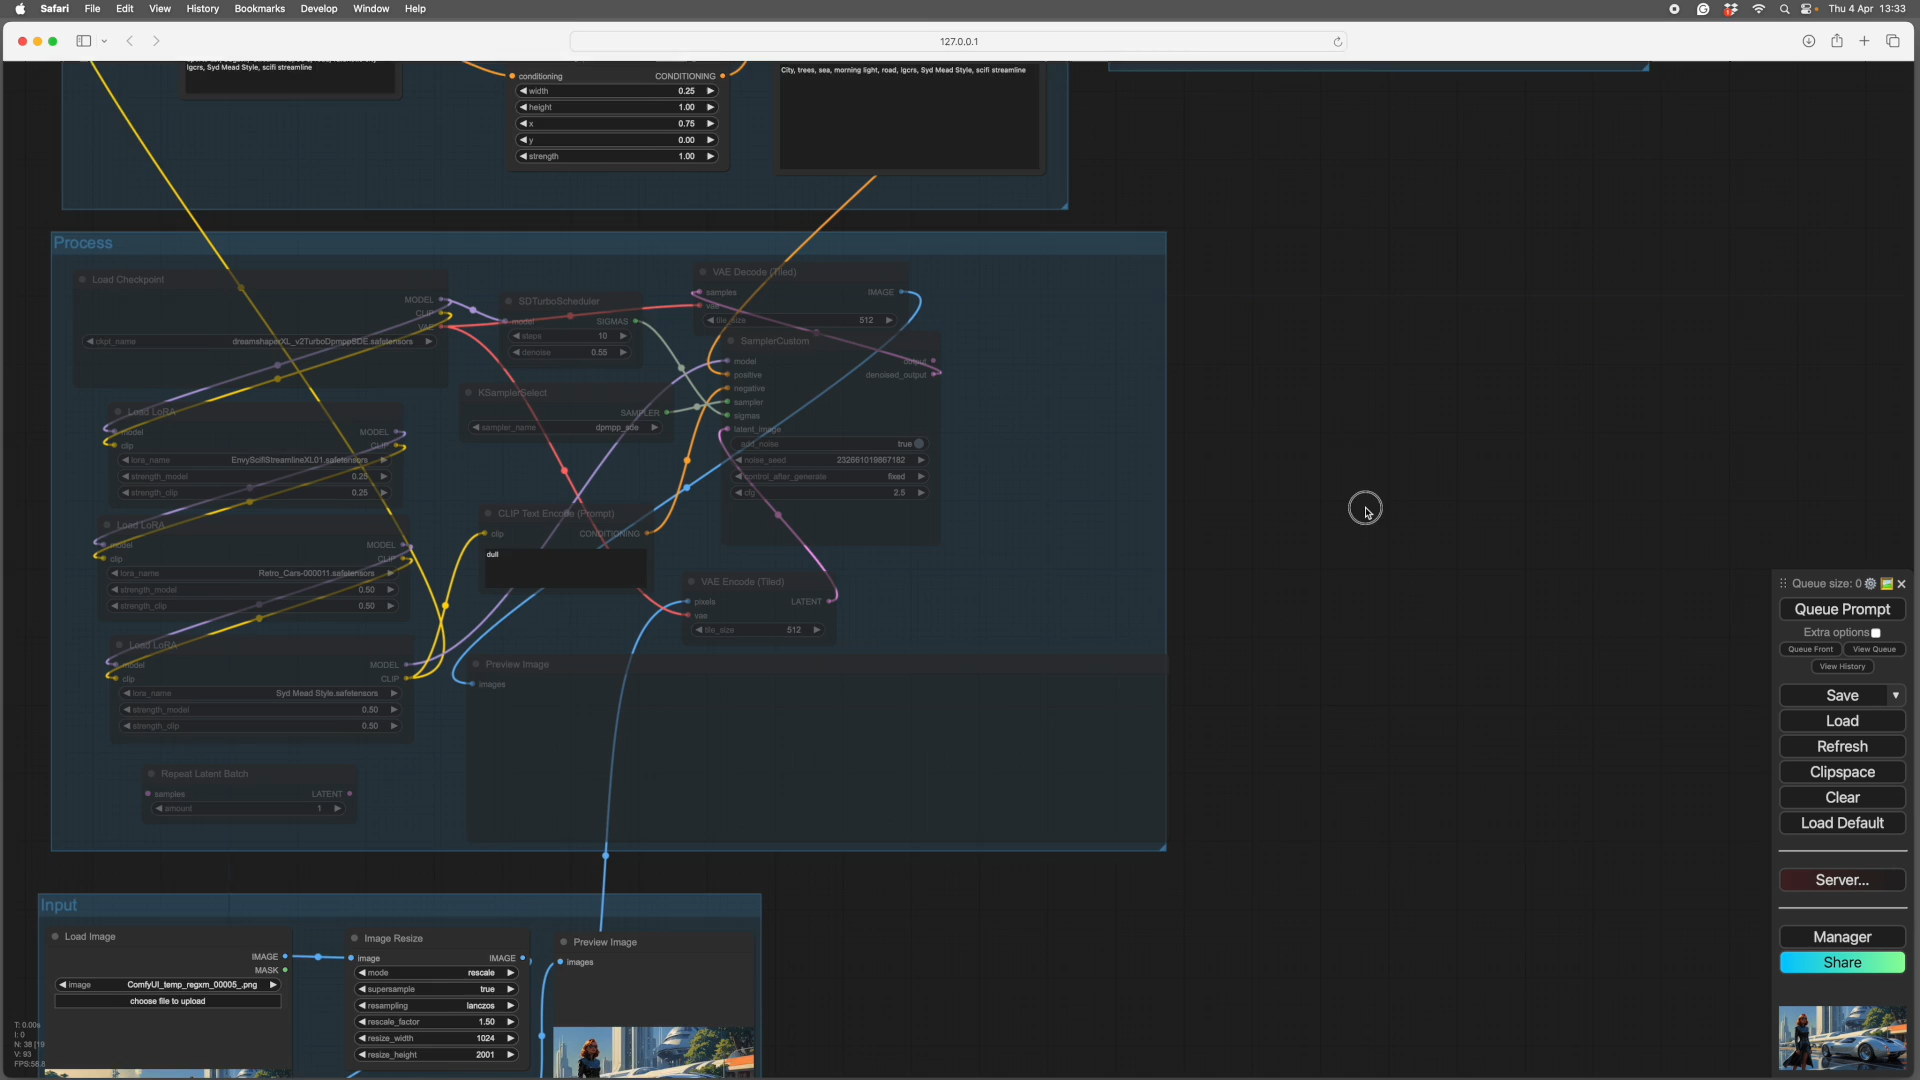 Safari File Edit View History Bookmarks Develop Window Help
Thu 4 Apr 13:33
127.0.0.1
lgcrs, Syd Mead Style, scifi streamline
conditioning CONDITIONING
width 0.25
height 1.00
x 0.75
y 0.00
strength 1.00
City, trees, sea, morning light, road, lgcrs, Syd Mead Style, scifi streamline
Process
Load Checkpoint
MODEL
CLIP
VAE
ckpt_name dreamshaperXL_v2TurboDpmppSDE.safetensors
SDTurboScheduler
model SIGMAS
steps 10
denoise 0.55
VAE Decode (Tiled)
samples IMAGE
vae
tile_size 512
KSamplerSelect
SAMPLER
sampler_name dpmpp_sde
SamplerCustom
model output
positive denoised_output
negative
sampler
sigmas
latent_image
add_noise true
noise_seed 232661019867182
control_after_generate fixed
cfg 2.5
Load LoRA
model MODEL
clip CLIP
lora_name EnvyScifiStreamlineXL01.safetensors
strength_model 0.25
strength_clip 0.25
Load LoRA
model MODEL
clip CLIP
lora_name Retro_Cars-000011.safetensors
strength_model 0.50
strength_clip 0.50
CLIP Text Encode (Prompt)
clip CONDITIONING
dull
VAE Encode (Tiled)
pixels LATENT
vae
tile_size 512
Load LoRA
model MODEL
clip CLIP
lora_name Syd Mead Style.safetensors
strength_model 0.50
strength_clip 0.50
Preview Image
images
Repeat Latent Batch
samples LATENT
amount 1
Input
Load Image
IMAGE
MASK
image ComfyUI_temp_regxm_00005_.png
choose file to upload
Image Resize
image IMAGE
mode rescale
supersample true
resampling lanczos
rescale_factor 1.50
resize_width 1024
resize_height 2001
Preview Image
images
T: 0.00s
I: 0
N: 38 [19
V: 93
FPS:58.8
Queue size: 0
Queue Prompt
Extra options
Queue Front View Queue
View History
Save
Load
Refresh
Clipspace
Clear
Load Default
Server...
Manager
Share